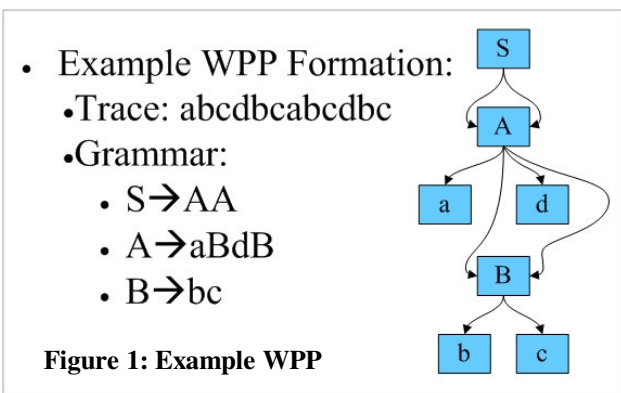 • Example WPP Formation:
•Trace: abcdbcabcdbc
•Grammar:
• S→AA
• A→aBdB
• B→bc
Figure 1: Example WPP
S
A
a d
B
b c